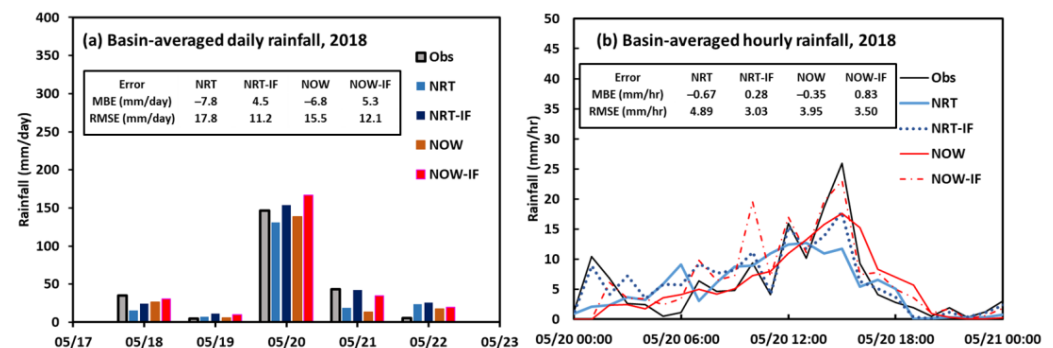 (a) Basin-averaged daily rainfall, 2018
400
350
300
250
200
150
100
50
0
Rainfall (mm/day)
Error NRT NRT-IF NOW NOW-IF
MBE (mm/day) –7.8 4.5 –6.8 5.3
RMSE (mm/day) 17.8 11.2 15.5 12.1
Obs
NRT
NRT-IF
NOW
NOW-IF
05/17 05/18 05/19 05/20 05/21 05/22 05/23
(b) Basin-averaged hourly rainfall, 2018
50
45
40
35
30
25
20
15
10
5
0
Rainfall (mm/hr)
Error NRT NRT-IF NOW NOW-IF
MBE (mm/hr) –0.67 0.28 –0.35 0.83
RMSE (mm/hr) 4.89 3.03 3.95 3.50
Obs
NRT
NRT-IF
NOW
NOW-IF
05/20 00:00 05/20 6:00 05/20 12:00 05/20 18:00 05/21 00:00